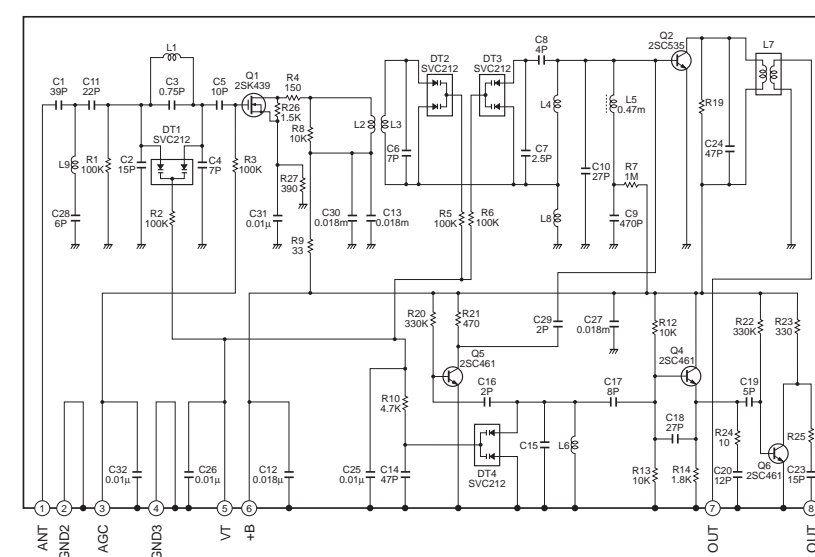 L1
C1
39P
C11
22P
C3
0.75P
C5
10P
Q1
2SK439
R4
150
R26
1.5K
R8
10K
L2
L3
DT2
SVC212
DT3
SVC212
C8
4P
Q2
2SC535
L7
DT1
SVC212
L9
R1
100K
C2
15P
C4
7P
R3
100K
C6
7P
L4
L5
0.47m
R19
C24
47P
C7
2.5P
C10
27P
R7
1M
R27
390
C28
6P
R2
100K
C31
0.01μ
C30
0.018m
C13
0.018m
R5
100K
R6
100K
L8
C9
470P
R9
33
R20
330K
R21
470
C29
2P
C27
0.018m
R12
10K
R22
330K
R23
330
Q5
2SC461
Q4
2SC461
C16
2P
C17
8P
C19
5P
R10
4.7K
C18
27P
R24
10
R25
C15
L6
DT4
SVC212
Q6
2SC461
C32
0.01μ
C26
0.01μ
C12
0.018μ
C25
0.01μ
C14
47P
R13
10K
R14
1.8K
C20
12P
C23
15P
1
2
3
4
5
6
7
8
ANT
GND2
AGC
GND3
VT
+B
OUT
OUT